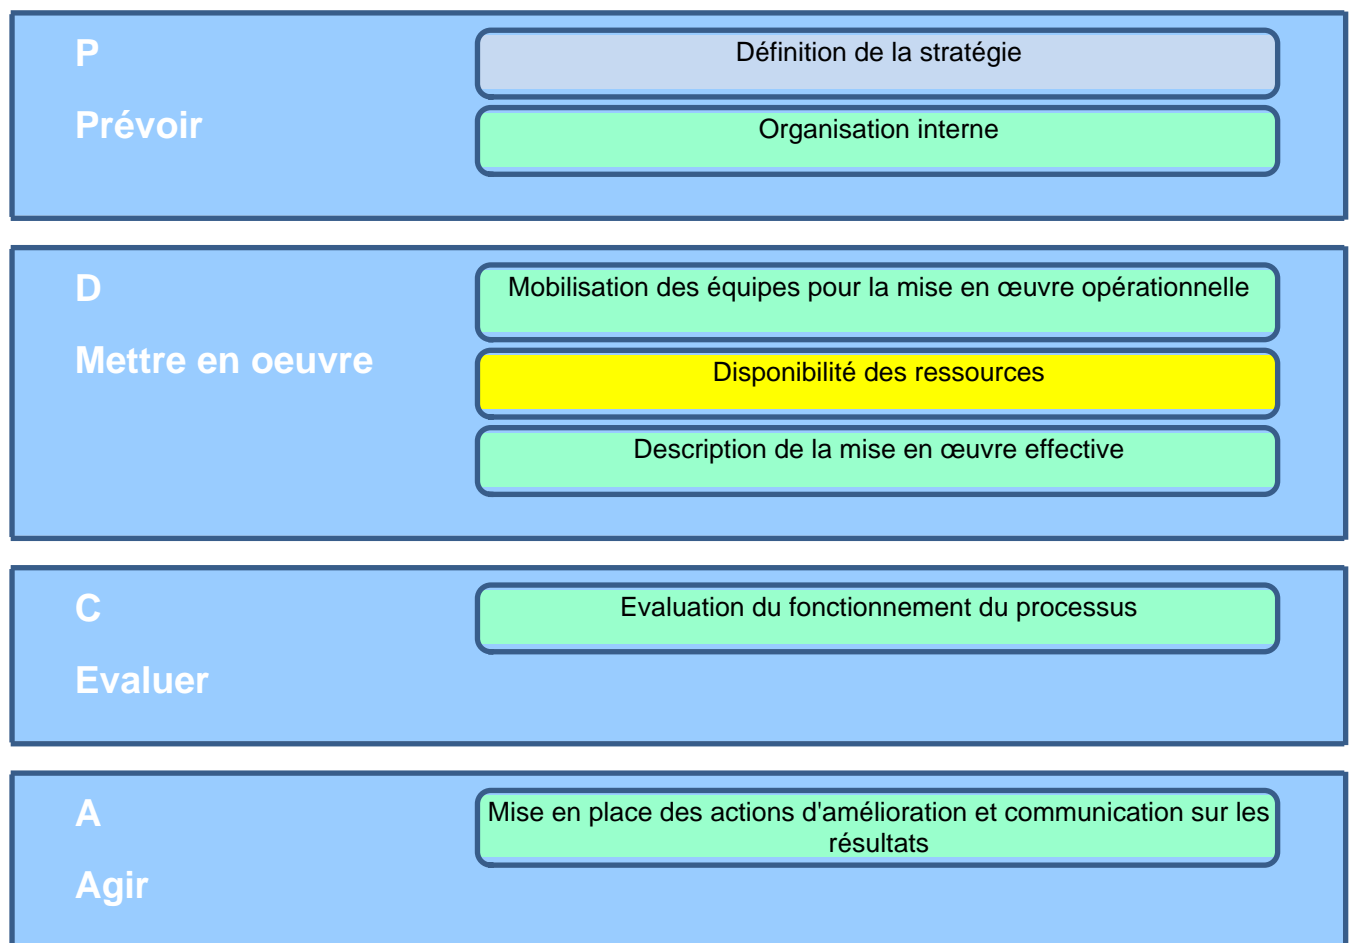 P
Prévoir
Définition de la stratégie
Organisation interne
D
Mettre en oeuvre
Mobilisation des équipes pour la mise en œuvre opérationnelle
Disponibilité des ressources
Description de la mise en œuvre effective
C
Evaluer
Evaluation du fonctionnement du processus
A
Agir
Mise en place des actions d'amélioration et communication sur les
résultats